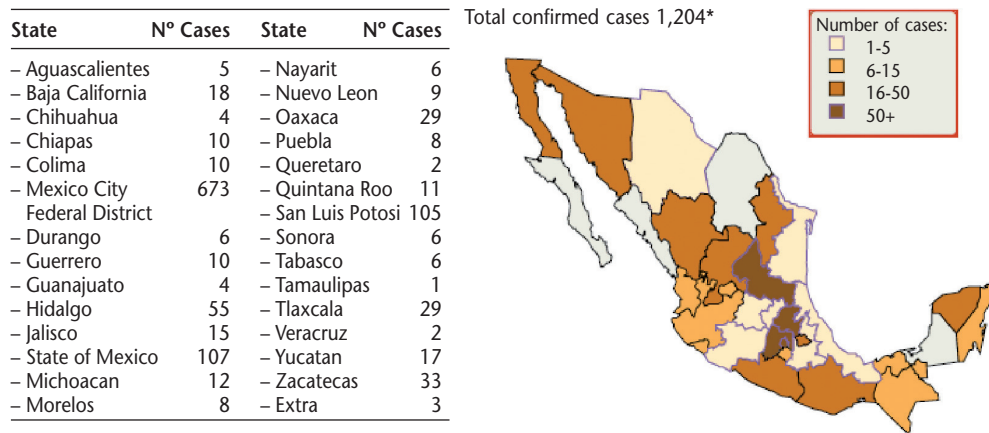 State Nº Cases State Nº Cases
– Aguascalientes 5 – Nayarit 6
– Baja California 18 – Nuevo Leon 9
– Chihuahua 4 – Oaxaca 29
– Chiapas 10 – Puebla 8
– Colima 10 – Queretaro 2
– Mexico City 673 – Quintana Roo 11
Federal District – San Luis Potosi 105
– Durango 6 – Sonora 6
– Guerrero 10 – Tabasco 6
– Guanajuato 4 – Tamaulipas 1
– Hidalgo 55 – Tlaxcala 29
– Jalisco 15 – Veracruz 2
– State of Mexico 107 – Yucatan 17
– Michoacan 12 – Zacatecas 33
– Morelos 8 – Extra 3
Total confirmed cases 1,204*
Number of cases:
1-5
6-15
16-50
50+